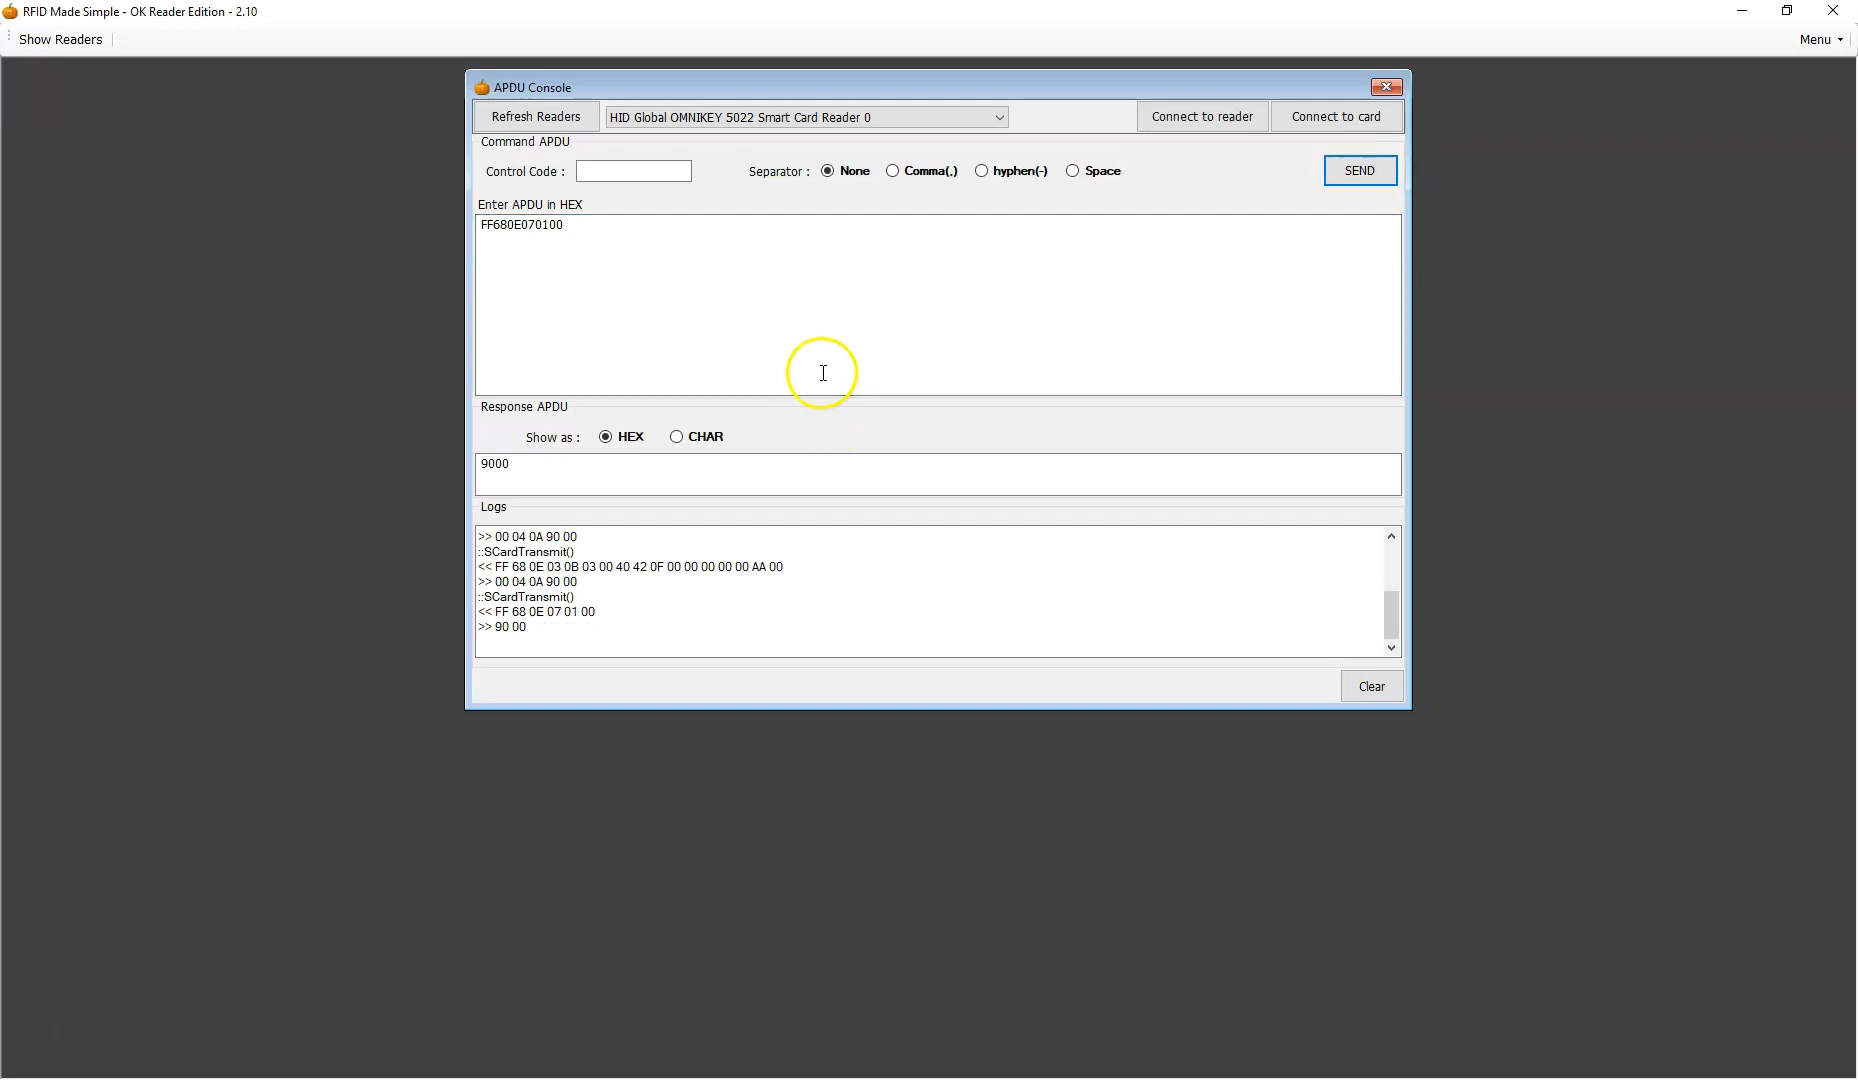 RFID Made Simple - OK Reader Edition - 2.10
Show Readers
Menu
APDU Console
Refresh Readers
HID Global OMNIKEY 5022 Smart Card Reader 0
Connect to reader
Connect to card
Command APDU
Control Code :
Separator :
None
Comma(.)
hyphen(-)
Space
SEND
Enter APDU in HEX
FF680E070100
Response APDU
Show as :
HEX
CHAR
9000
Logs
>> 00 04 0A 90 00
::SCardTransmit()
<< FF 68 0E 03 0B 03 00 40 42 0F 00 00 00 00 00 AA 00
>> 00 04 0A 90 00
::SCardTransmit()
<< FF 68 0E 07 01 00
>> 90 00
Clear